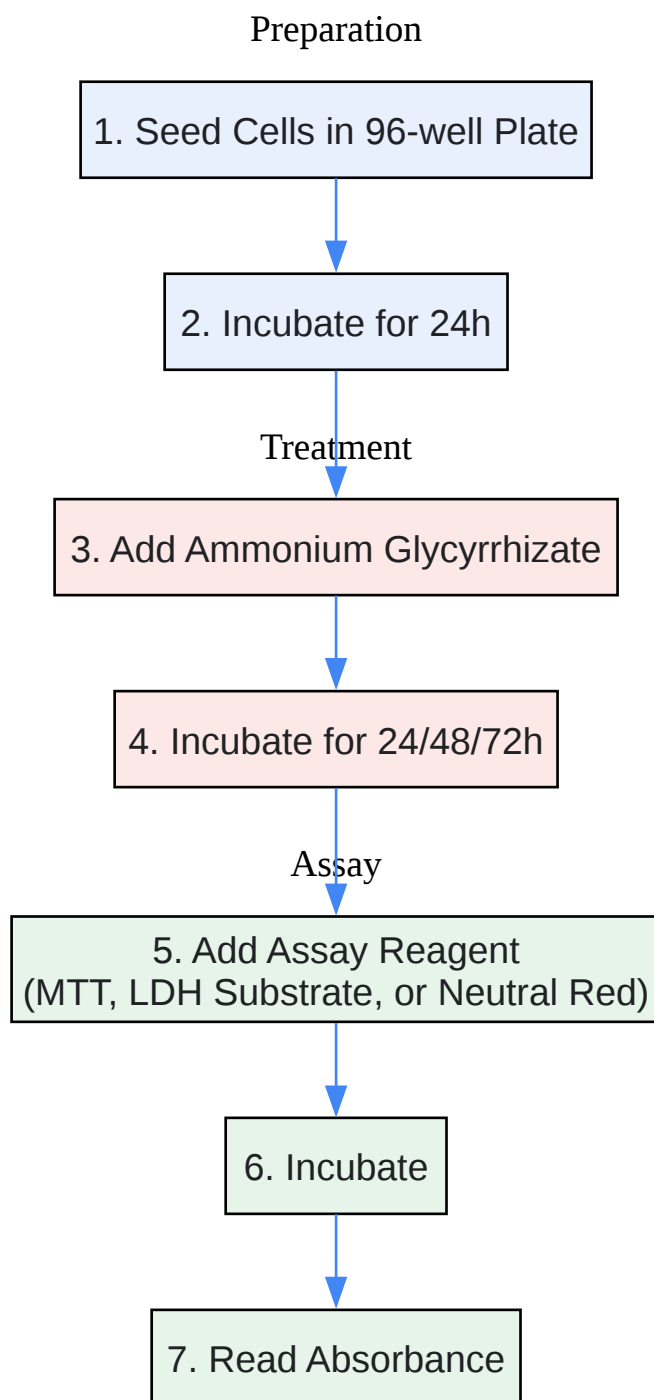 Preparation
1. Seed Cells in 96-well Plate
2. Incubate for 24h
Treatment
3. Add Ammonium Glycyrrhizate
4. Incubate for 24/48/72h
Assay
5. Add Assay Reagent
(MTT, LDH Substrate, or Neutral Red)
6. Incubate
7. Read Absorbance